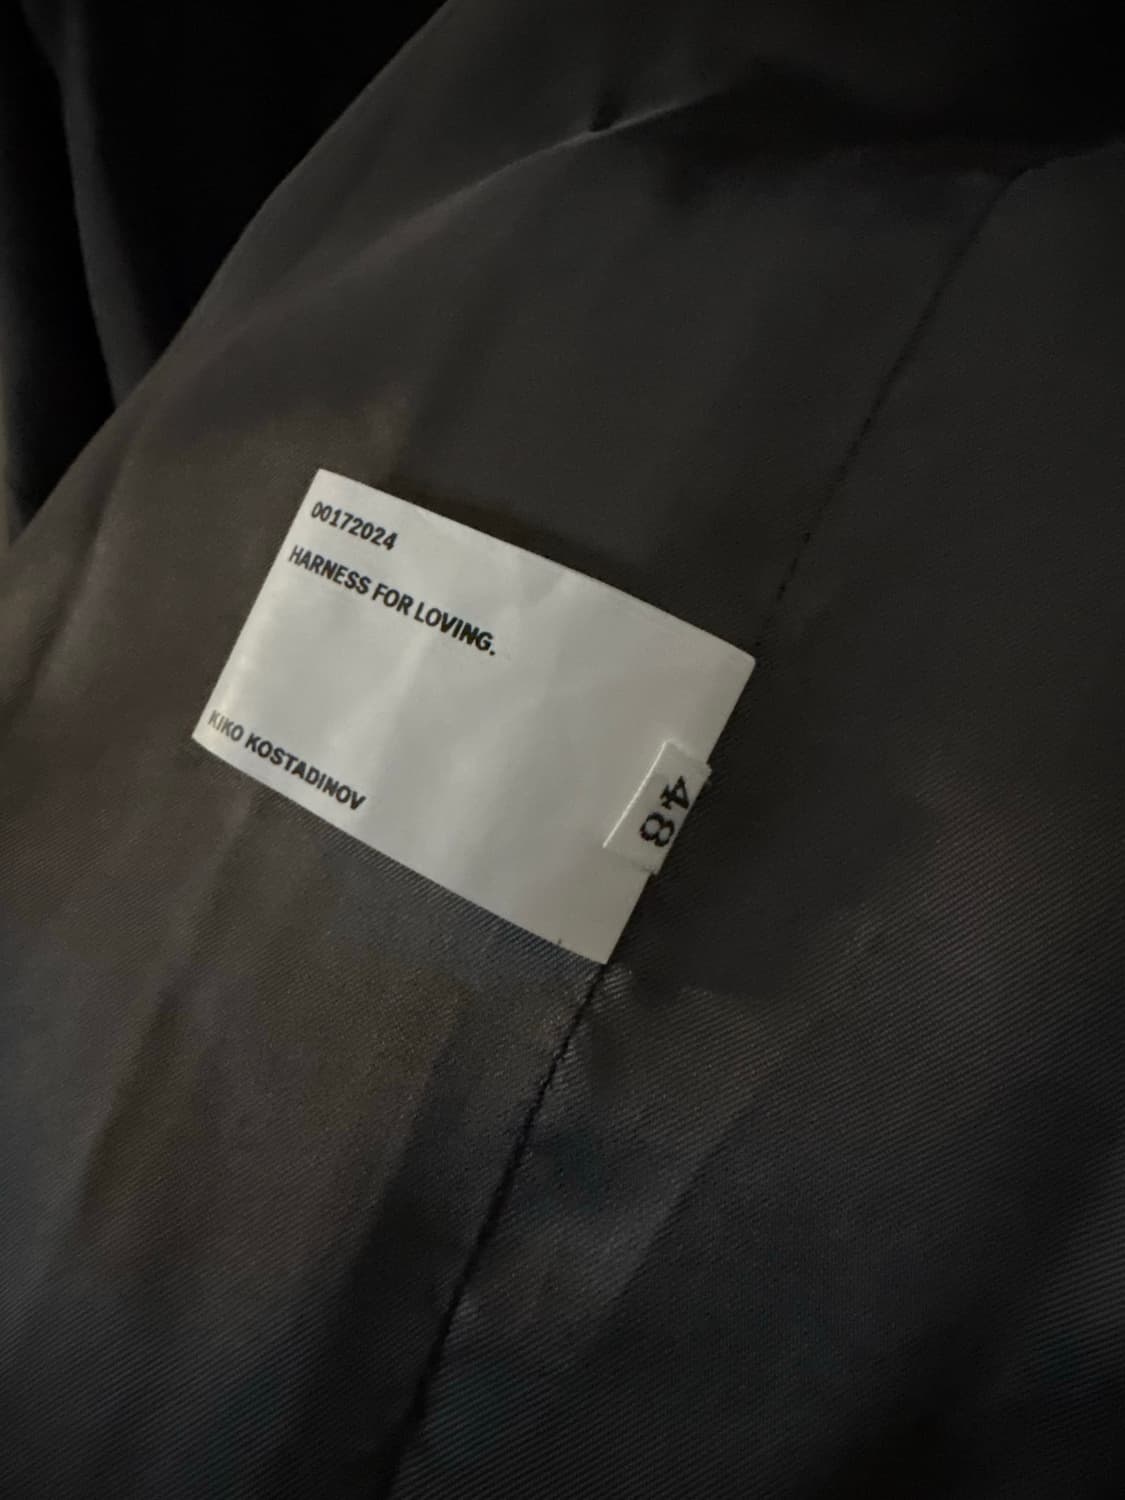 00172024
HARNESS FOR LOVING.
KIKO KOSTADINOV
48